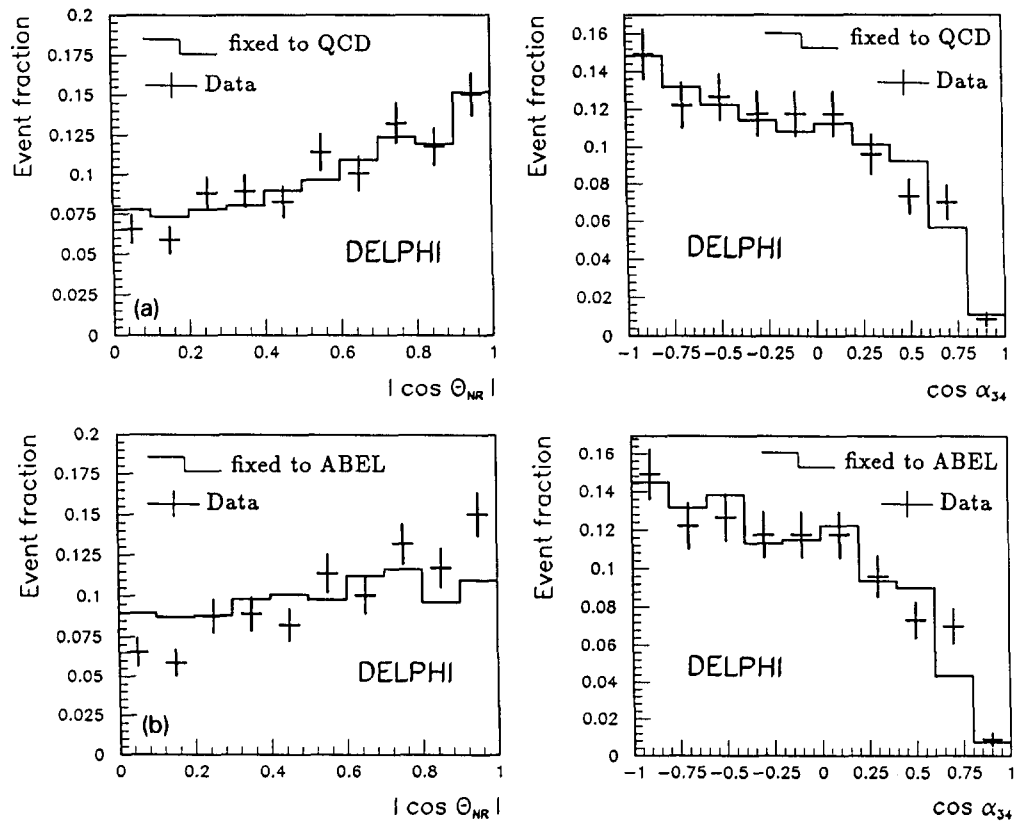 Event fraction
0.2
0.175
0.15
0.125
0.1
0.075
0.05
0.025
0
fixed to QCD
Data
DELPHI
(a)
0 0.2 0.4 0.6 0.8 1
| cos Θ_NR |
Event fraction
0.16
0.14
0.12
0.1
0.08
0.06
0.04
0.02
0
fixed to QCD
Data
DELPHI
-1 -0.75 -0.5 -0.25 0 0.25 0.5 0.75 1
cos α_34
Event fraction
0.2
0.175
0.15
0.125
0.1
0.075
0.05
0.025
0
fixed to ABEL
Data
DELPHI
(b)
0 0.2 0.4 0.6 0.8 1
| cos Θ_NR |
Event fraction
0.16
0.14
0.12
0.1
0.08
0.06
0.04
0.02
0
fixed to ABEL
Data
DELPHI
-1 -0.75 -0.5 -0.25 0 0.25 0.5 0.75 1
cos α_34